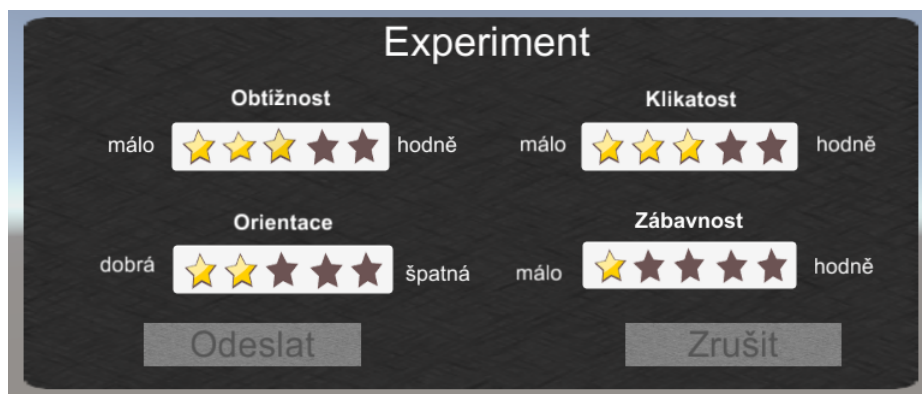 Experiment
Obtížnost
málo hodně
Klikatost
málo hodně
Orientace
dobrá špatná
Zábavnost
málo hodně
Odeslat
Zrušit